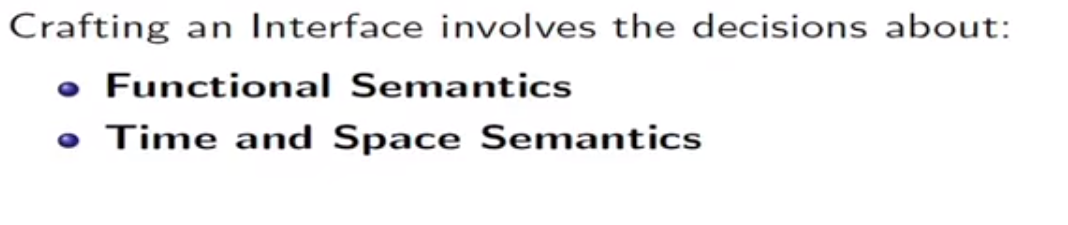 Crafting an Interface involves the decisions about:
Functional Semantics
Time and Space Semantics